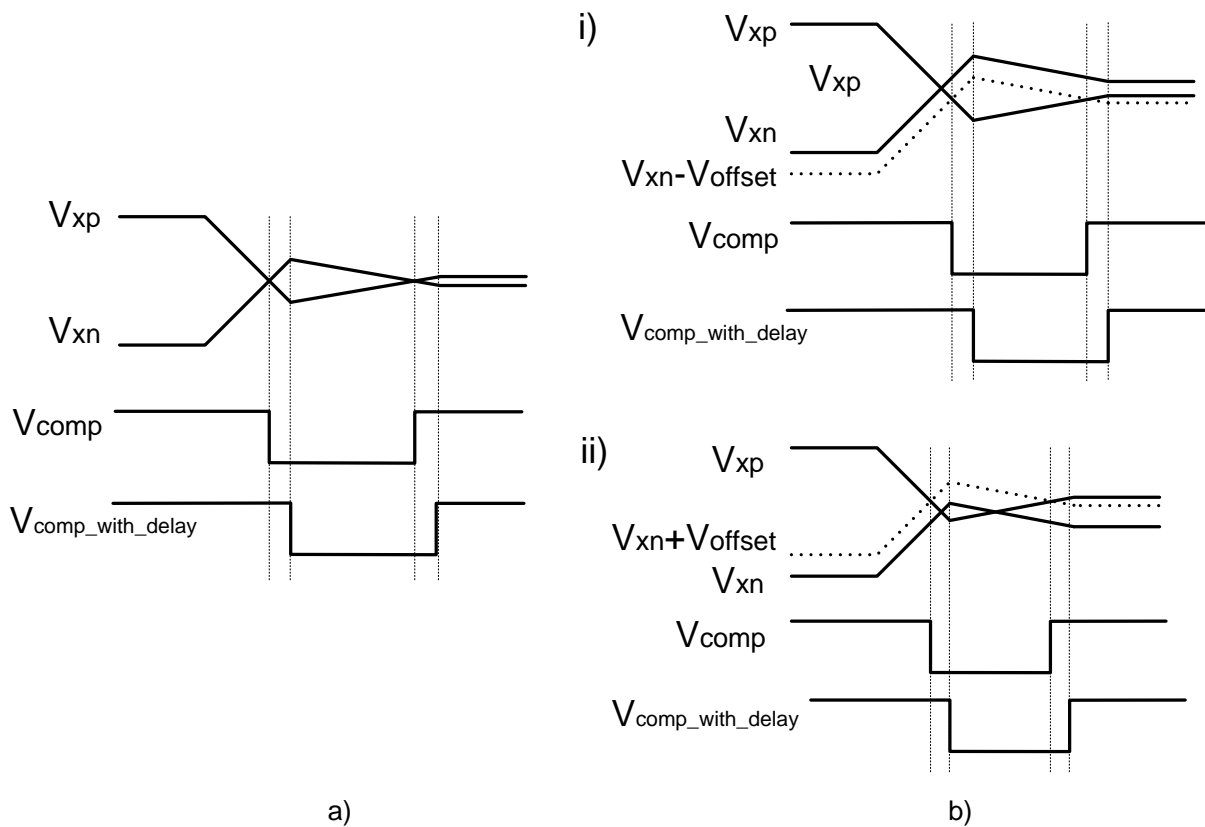 Vxp
Vxn
Vcomp
Vcomp_with_delay
a)
i)
Vxp
Vxp
Vxn
Vxn-Voffset
Vcomp
Vcomp_with_delay
ii)
Vxp
Vxn+Voffset
Vxn
Vcomp
Vcomp_with_delay
b)